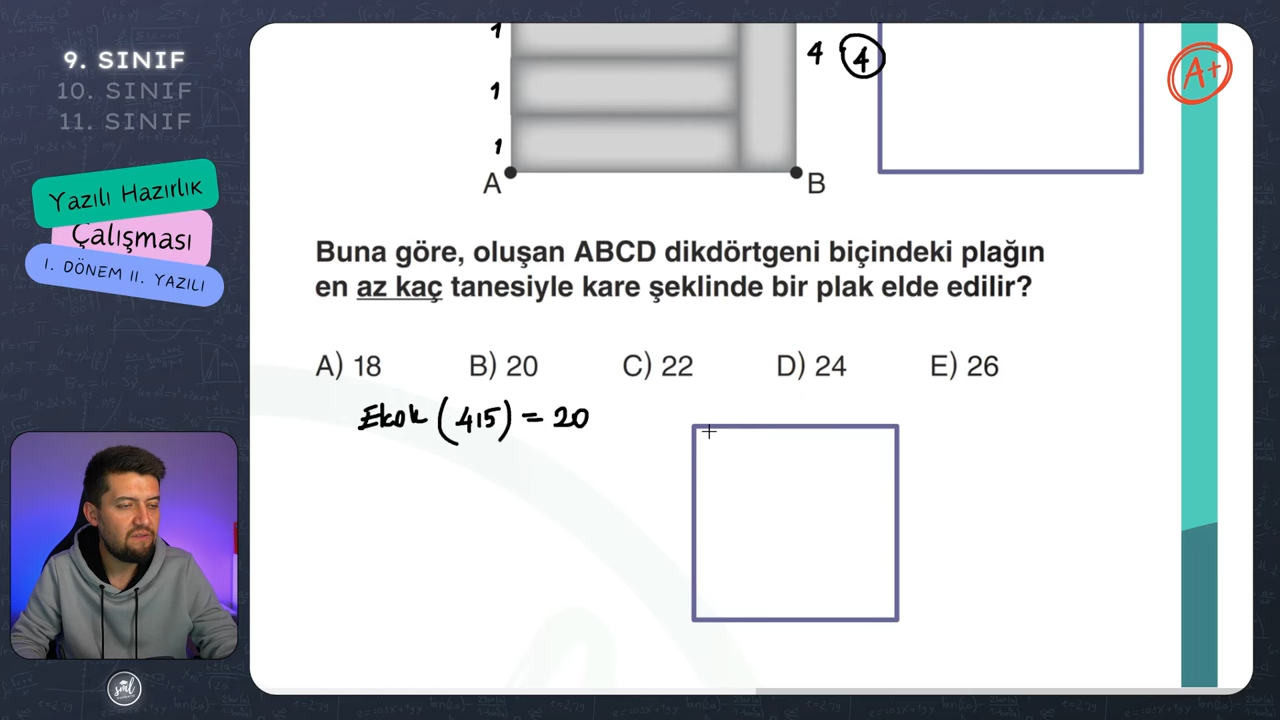 9. SINIF
10. SINIF
11. SINIF
Yazılı Hazırlık
Çalışması
I. DÖNEM II. YAZILI
sml
1
1
1
4 4
A
B
A+
Buna göre, oluşan ABCD dikdörtgeni biçindeki plağın
en az kaç tanesiyle kare şeklinde bir plak elde edilir?
A) 18 B) 20 C) 22 D) 24 E) 26
Ekok (4,5) = 20